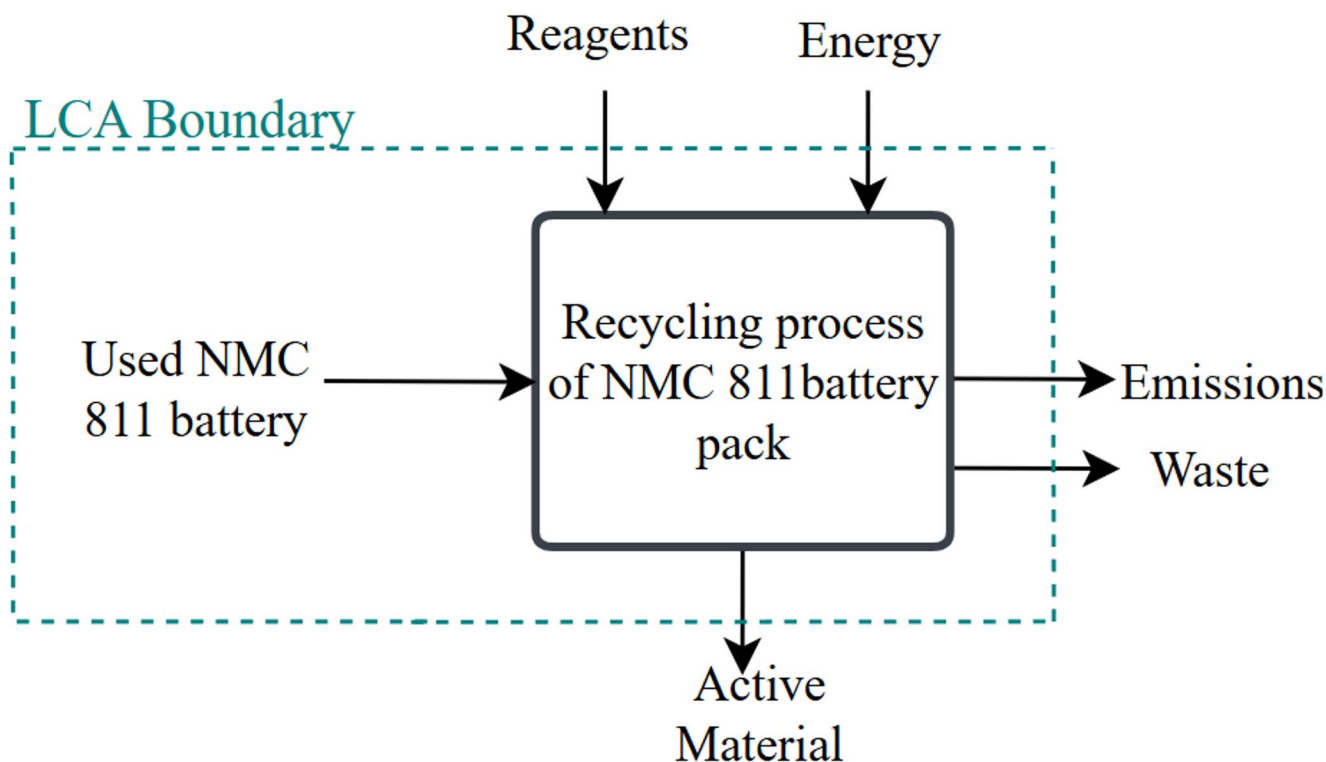 Reagents
Energy
LCA Boundary
Used NMC
811 battery
Recycling process
of NMC 811battery
pack
Emissions
Waste
Active
Material